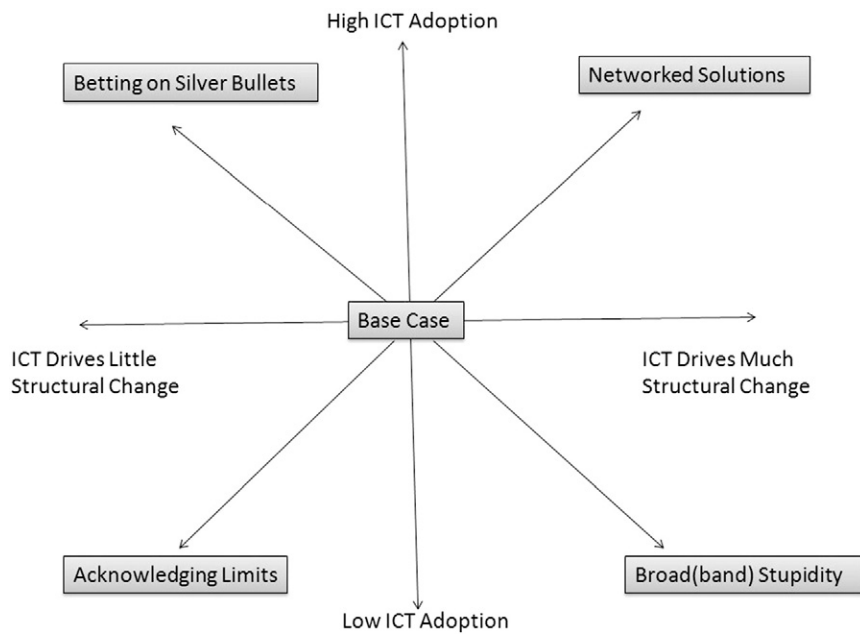 High ICT Adoption
Betting on Silver Bullets
Networked Solutions
Base Case
ICT Drives Little
Structural Change
ICT Drives Much
Structural Change
Acknowledging Limits
Broad(band) Stupidity
Low ICT Adoption